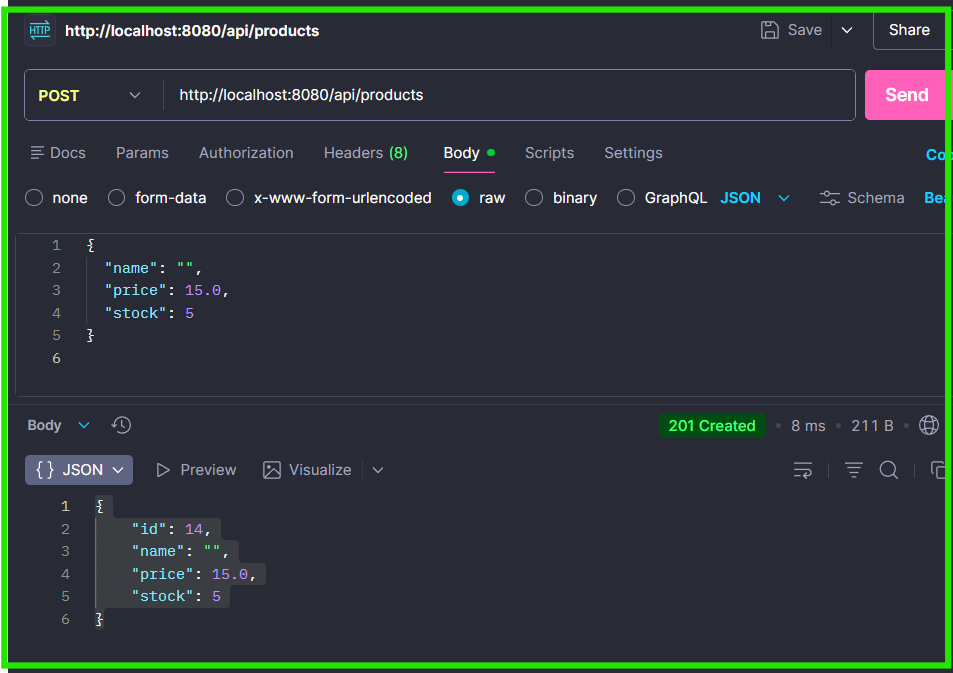 HTTP http://localhost:8080/api/products Save Share
POST http://localhost:8080/api/products Send
Docs Params Authorization Headers (8) Body Scripts Settings
none form-data x-www-form-urlencoded raw binary GraphQL JSON Schema
1 {
2 "name": "",
3 "price": 15.0,
4 "stock": 5
5 }
6
Body 201 Created • 8 ms • 211 B •
{} JSON Preview Visualize
1 {
2 "id": 14,
3 "name": "",
4 "price": 15.0,
5 "stock": 5
6 }